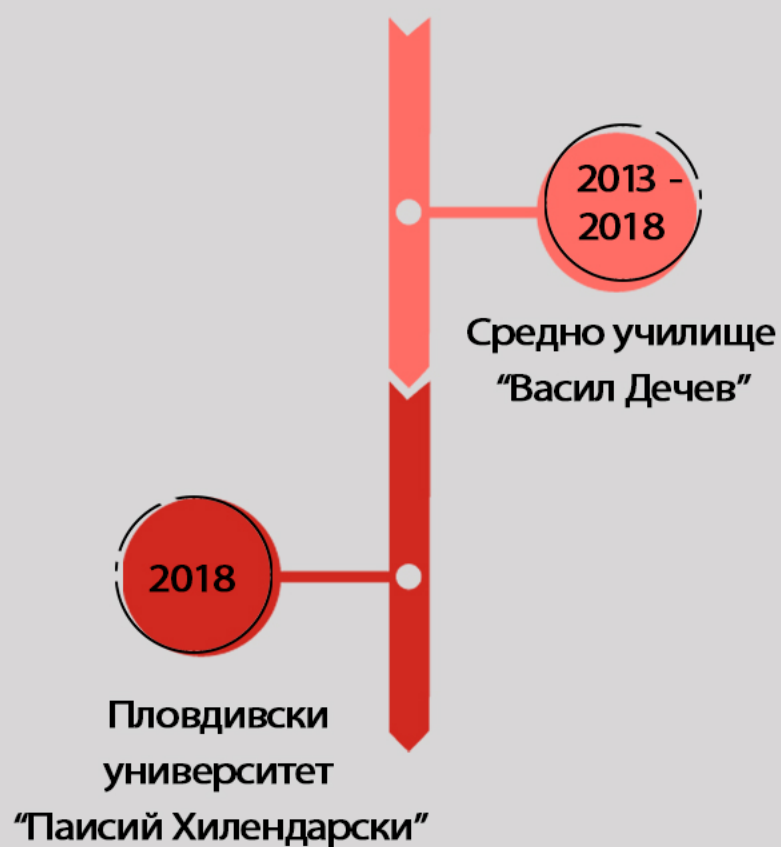 2013 -
2018
Средно училище
“Васил Дечев”
2018
Пловдивски
университет
“Паисий Хилендарски”